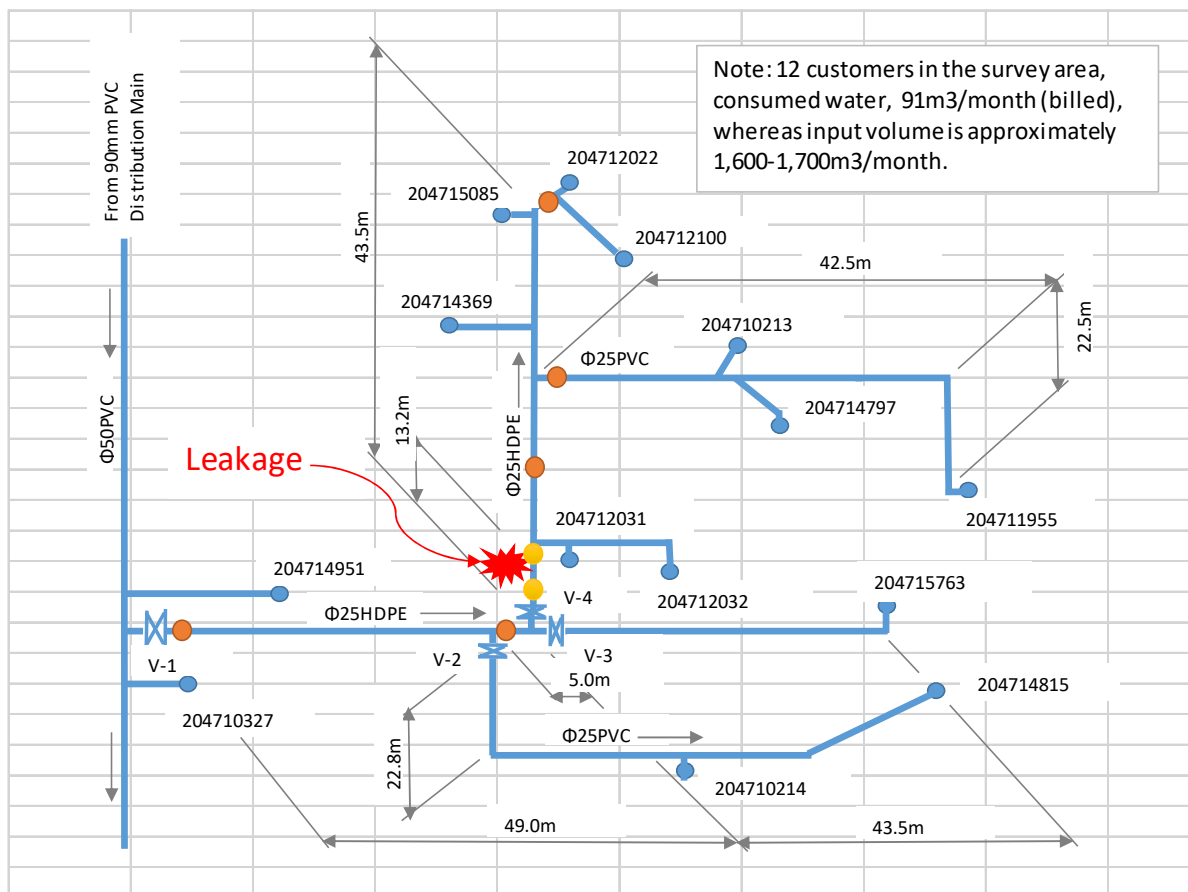 From 90mm PVC
Distribution Main
Note: 12 customers in the survey area,
consumed water, 91m3/month (billed),
whereas input volume is approximately
1,600-1,700m3/month.
204712022
204715085
43.5m
204712100
42.5m
204714369
204710213
22.5m
Φ25PVC
204714797
13.2m
Φ50PVC
Φ25HDPE
Leakage
204712031
204711955
204714951
204715763
204712032
Φ25HDPE
V-4
V-1
V-2
V-3
5.0m
204714815
204710327
Φ25PVC
22.8m
204710214
49.0m
43.5m